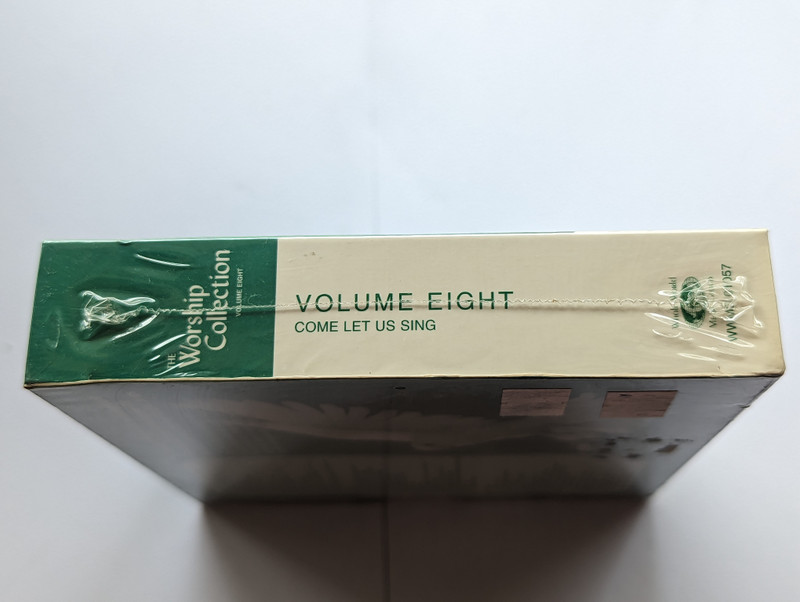 THE
Worship
Collection
VOLUME EIGHT
VOLUME EIGHT
COME LET US SING